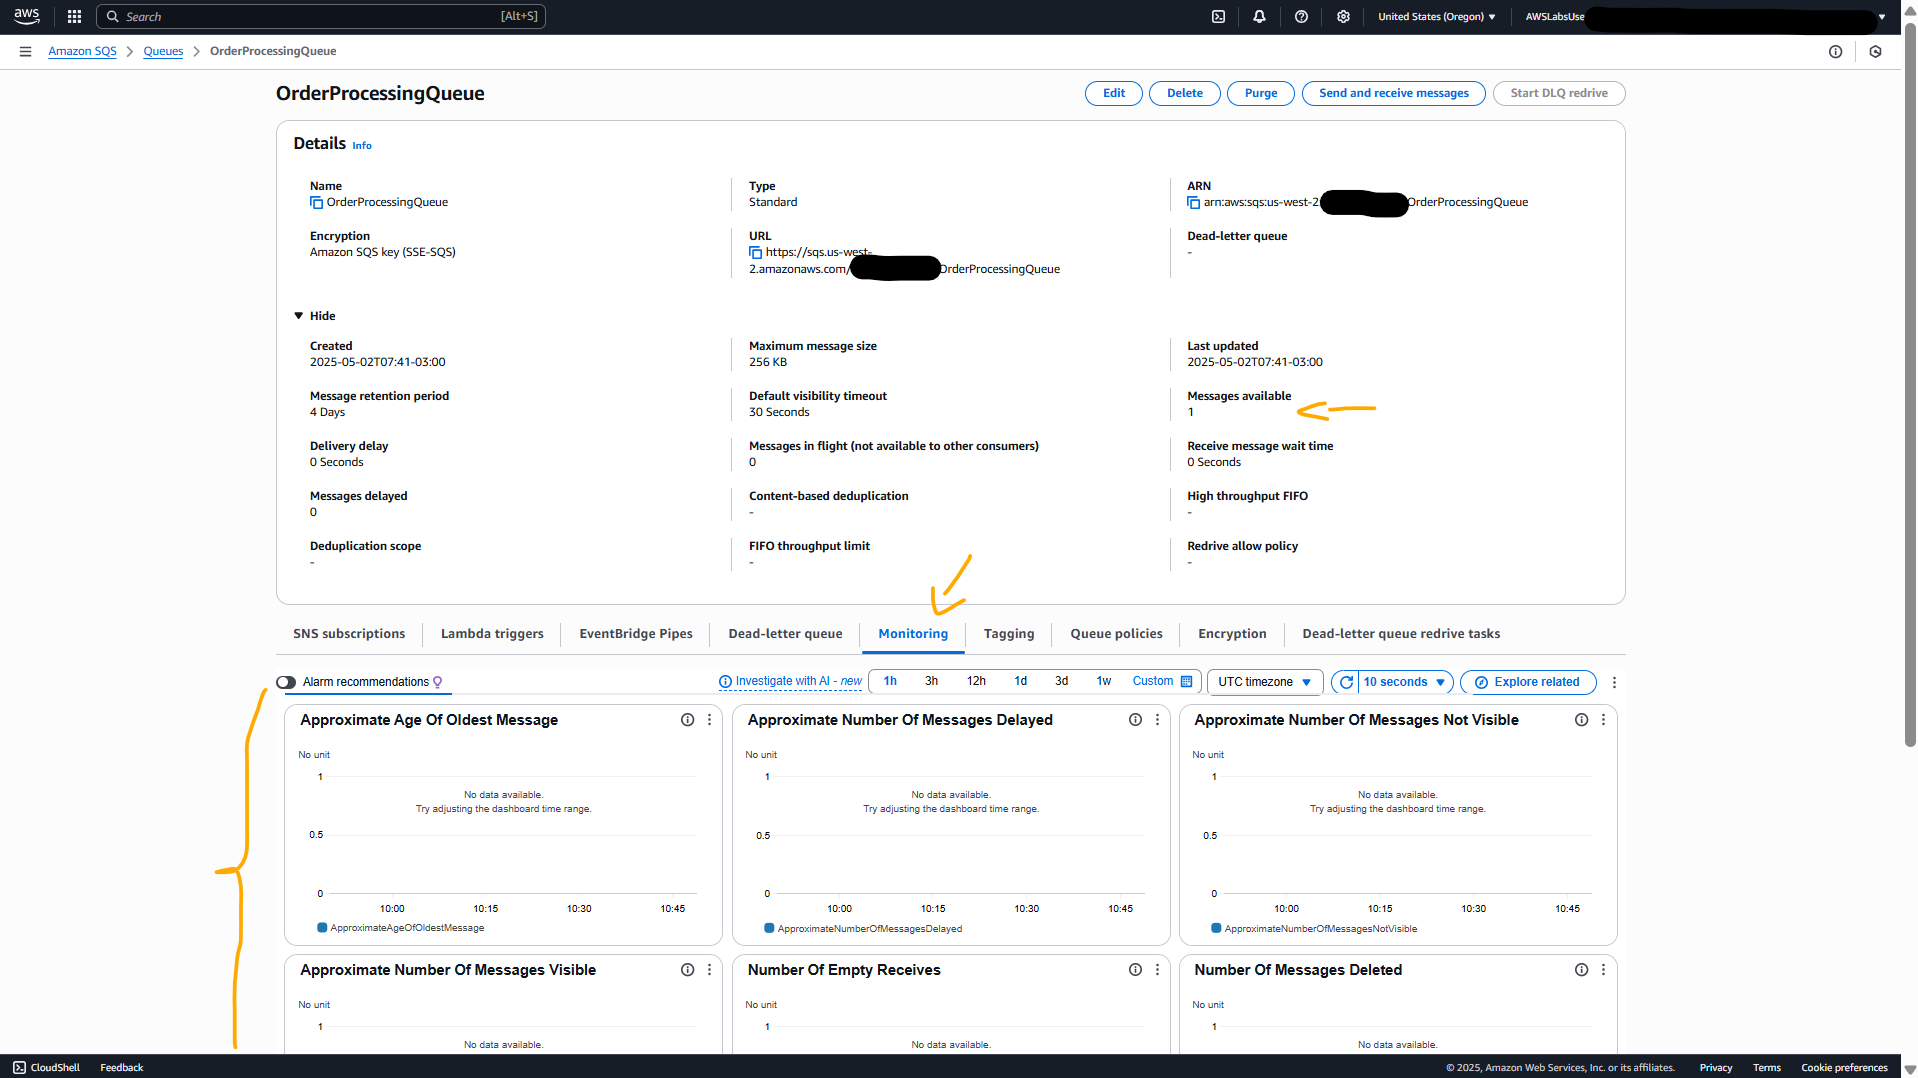 aws
Search [Alt+S]
United States (Oregon)
AWSLabsUse
Amazon SQS > Queues > OrderProcessingQueue
OrderProcessingQueue
Edit
Delete
Purge
Send and receive messages
Start DLQ redrive
Details Info
Name
OrderProcessingQueue
Type
Standard
ARN
arn:aws:sqs:us-west-2 OrderProcessingQueue
Encryption
Amazon SQS key (SSE-SQS)
URL
https://sqs.us-west-
2.amazonaws.com/ OrderProcessingQueue
Dead-letter queue
-
Hide
Created
2025-05-02T07:41-03:00
Maximum message size
256 KB
Last updated
2025-05-02T07:41-03:00
Message retention period
4 Days
Default visibility timeout
30 Seconds
Messages available
1
Delivery delay
0 Seconds
Messages in flight (not available to other consumers)
0
Receive message wait time
0 Seconds
Messages delayed
0
Content-based deduplication
-
High throughput FIFO
-
Deduplication scope
-
FIFO throughput limit
-
Redrive allow policy
-
SNS subscriptions
Lambda triggers
EventBridge Pipes
Dead-letter queue
Monitoring
Tagging
Queue policies
Encryption
Dead-letter queue redrive tasks
Alarm recommendations
Investigate with AI - new
1h
3h
12h
1d
3d
1w
Custom
UTC timezone
10 seconds
Explore related
Approximate Age Of Oldest Message
No unit
1
No data available.
Try adjusting the dashboard time range.
0.5
0
10:00 10:15 10:30 10:45
ApproximateAgeOfOldestMessage
Approximate Number Of Messages Delayed
No unit
1
No data available.
Try adjusting the dashboard time range.
0.5
0
10:00 10:15 10:30 10:45
ApproximateNumberOfMessagesDelayed
Approximate Number Of Messages Not Visible
No unit
1
No data available.
Try adjusting the dashboard time range.
0.5
0
10:00 10:15 10:30 10:45
ApproximateNumberOfMessagesNotVisible
Approximate Number Of Messages Visible
No unit
1
No data available.
Number Of Empty Receives
No unit
1
No data available.
Number Of Messages Deleted
No unit
1
No data available.
CloudShell
Feedback
© 2025, Amazon Web Services, Inc. or its affiliates.
Privacy
Terms
Cookie preferences